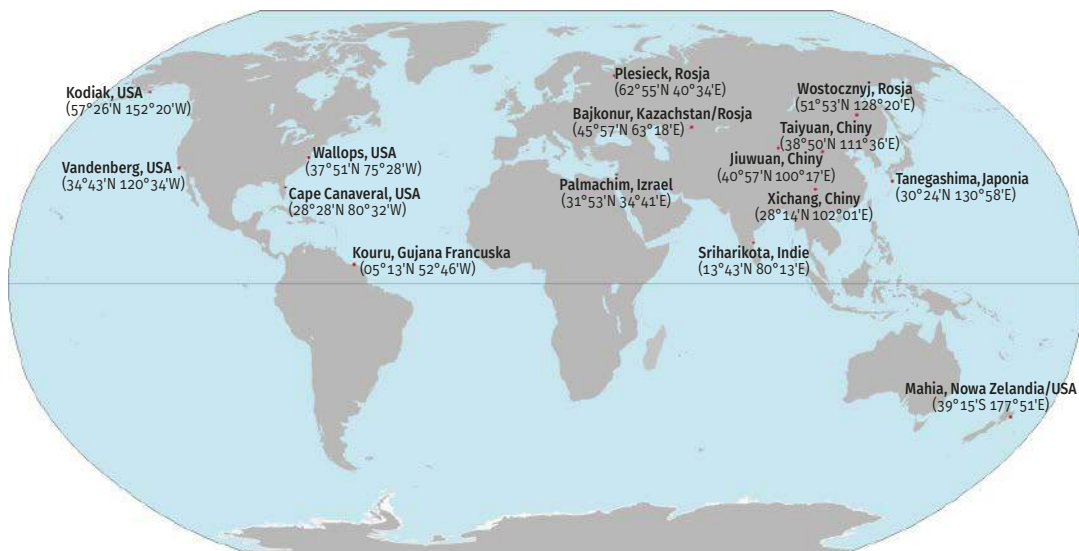 Plesieck, Rosja
(62°55'N 40°34'E)
Kodiak, USA
(57°26'N 152°20'W)
Wostocznyj, Rosja
(51°53'N 128°20'E)
Bajkonur, Kazachstan/Rosja
(45°57'N 63°18'E)
Taiyuan, Chiny
(38°50'N 111°36'E)
Wallops, USA
(37°51'N 75°28'W)
Jiuwuan, Chiny
(40°57'N 100°17'E)
Vandenberg, USA
(34°43'N 120°34'W)
Tanegashima, Japonia
(30°24'N 130°58'E)
Palmachim, Izrael
(31°53'N 34°41'E)
Cape Canaveral, USA
(28°28'N 80°32'W)
Xichang, Chiny
(28°14'N 102°01'E)
Kouru, Gujana Francuska
(05°13'N 52°46'W)
Sriharikota, Indie
(13°43'N 80°13'E)
Mahia, Nowa Zelandia/USA
(39°15'S 177°51'E)